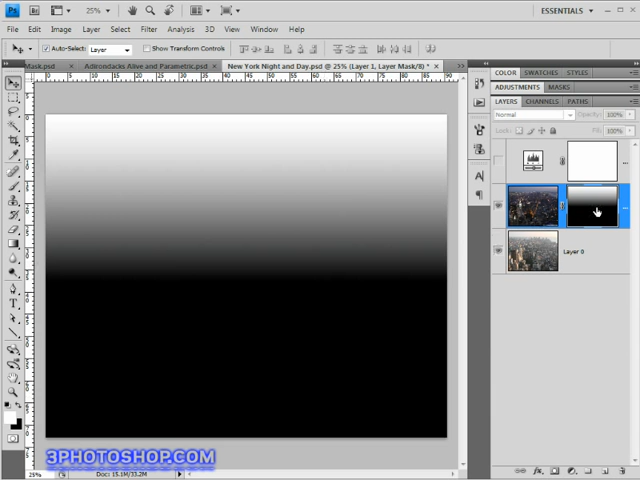 Ps Br 25% ESSENTIALS
File Edit Image Layer Select Filter Analysis 3D View Window Help
Auto-Select: Layer Show Transform Controls
Mask.psd × Adirondacks Alive and Parametric.psd × New York Night and Day.psd @ 25% (Layer 1, Layer Mask/8) * ×
COLOR SWATCHES STYLES
ADJUSTMENTS MASKS
LAYERS CHANNELS PATHS
Normal Opacity: 100%
Lock: Fill: 100%
Layer 0
3PHOTOSHOP.COM
25% Doc: 15.1M/33.2M